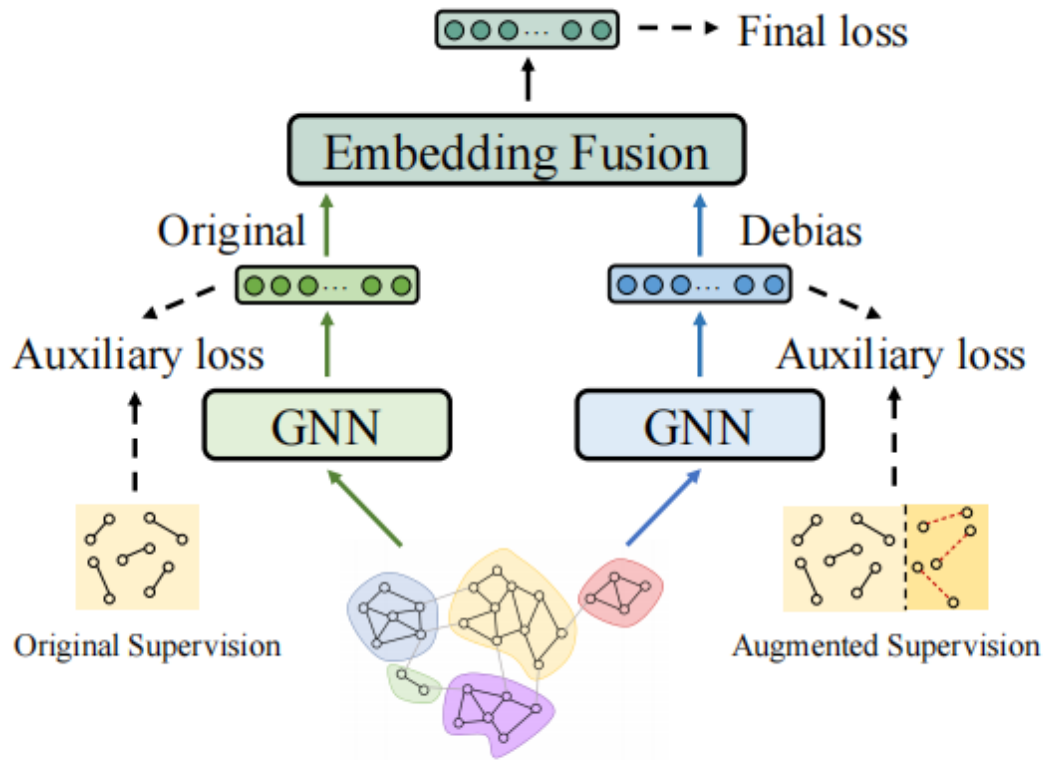 Final loss
Embedding Fusion
Original
Debias
Auxiliary loss
Auxiliary loss
GNN
GNN
Original Supervision
Augmented Supervision